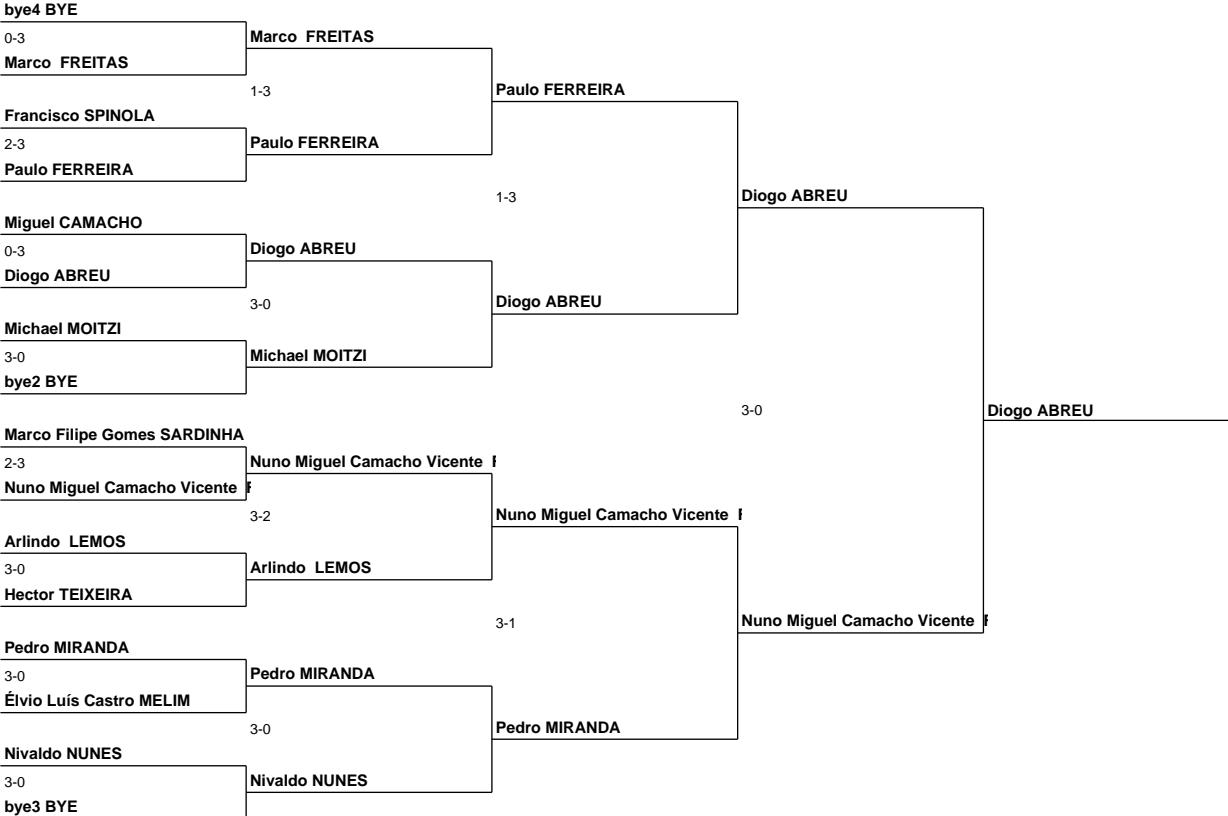 bye4 BYE
0-3
Marco FREITAS
Francisco SPINOLA
2-3
Paulo FERREIRA
Miguel CAMACHO
0-3
Diogo ABREU
Michael MOITZI
3-0
bye2 BYE
Marco Filipe Gomes SARDINHA
2-3
Nuno Miguel Camacho Vicente F
Arlindo LEMOS
3-0
Hector TEIXEIRA
Pedro MIRANDA
3-0
Élvio Luís Castro MELIM
Nivaldo NUNES
3-0
bye3 BYE
Marco FREITAS
1-3
Paulo FERREIRA
Diogo ABREU
3-0
Michael MOITZI
Nuno Miguel Camacho Vicente F
3-2
Arlindo LEMOS
Pedro MIRANDA
3-0
Nivaldo NUNES
Paulo FERREIRA
1-3
Diogo ABREU
Nuno Miguel Camacho Vicente F
3-1
Pedro MIRANDA
Diogo ABREU
3-0
Nuno Miguel Camacho Vicente F
Diogo ABREU